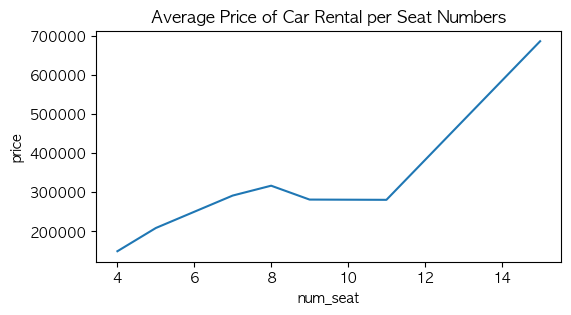 Average Price of Car Rental per Seat Numbers
700000
600000
500000
400000
300000
200000
price
4 6 8 10 12 14
num_seat